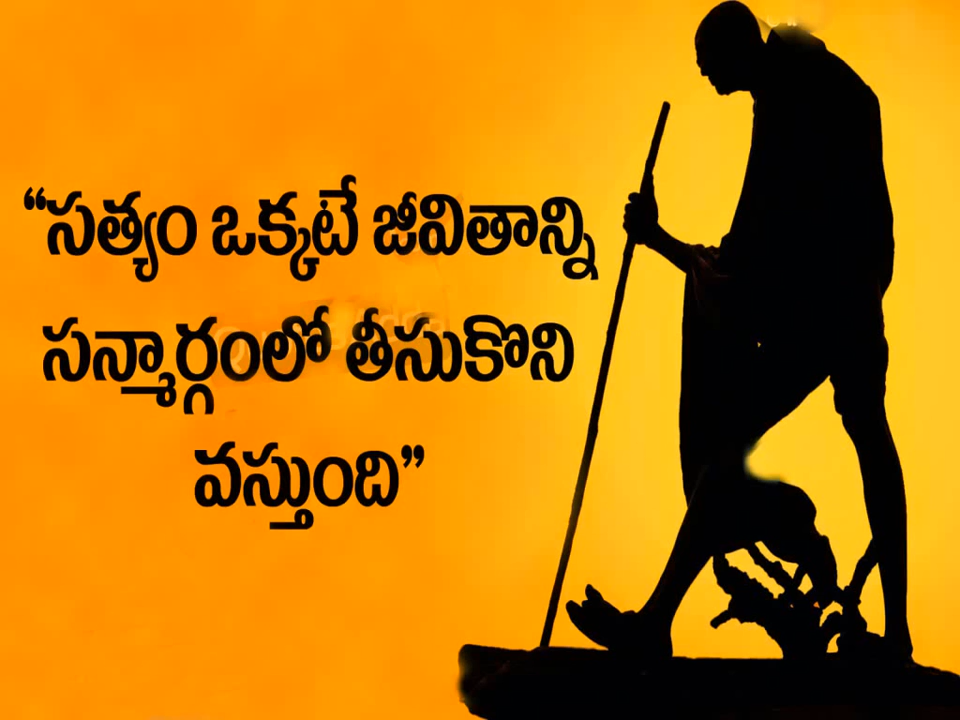 “సత్యం ఒక్కటే జీవితాన్ని
సన్మార్గంలో తీసుకొని
వస్తుంది”